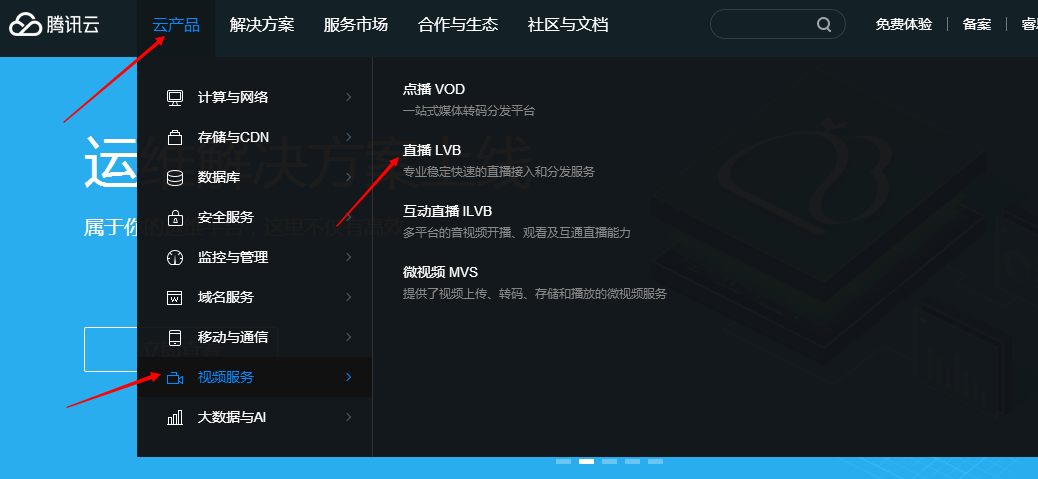 腾讯云
云产品
解决方案
服务市场
合作与生态
社区与文档
免费体验
备案
计算与网络
存储与CDN
数据库
安全服务
监控与管理
域名服务
移动与通信
视频服务
大数据与AI
点播 VOD
一站式媒体转码分发平台
直播 LVB
专业稳定快速的直播接入和分发服务
互动直播 ILVB
多平台的音视频开播、观看及互通直播能力
微视频 MVS
提供了视频上传、转码、存储和播放的微视频服务
运维解决方案上线
属于你的